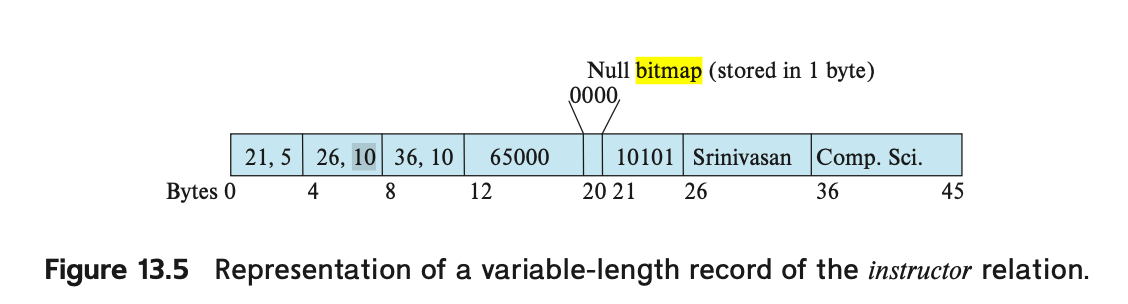 Null bitmap (stored in 1 byte)
0000
21, 5 26, 10 36, 10 65000 10101 Srinivasan Comp. Sci.
Bytes 0 4 8 12 20 21 26 36 45
Figure 13.5 Representation of a variable-length record of the instructor relation.